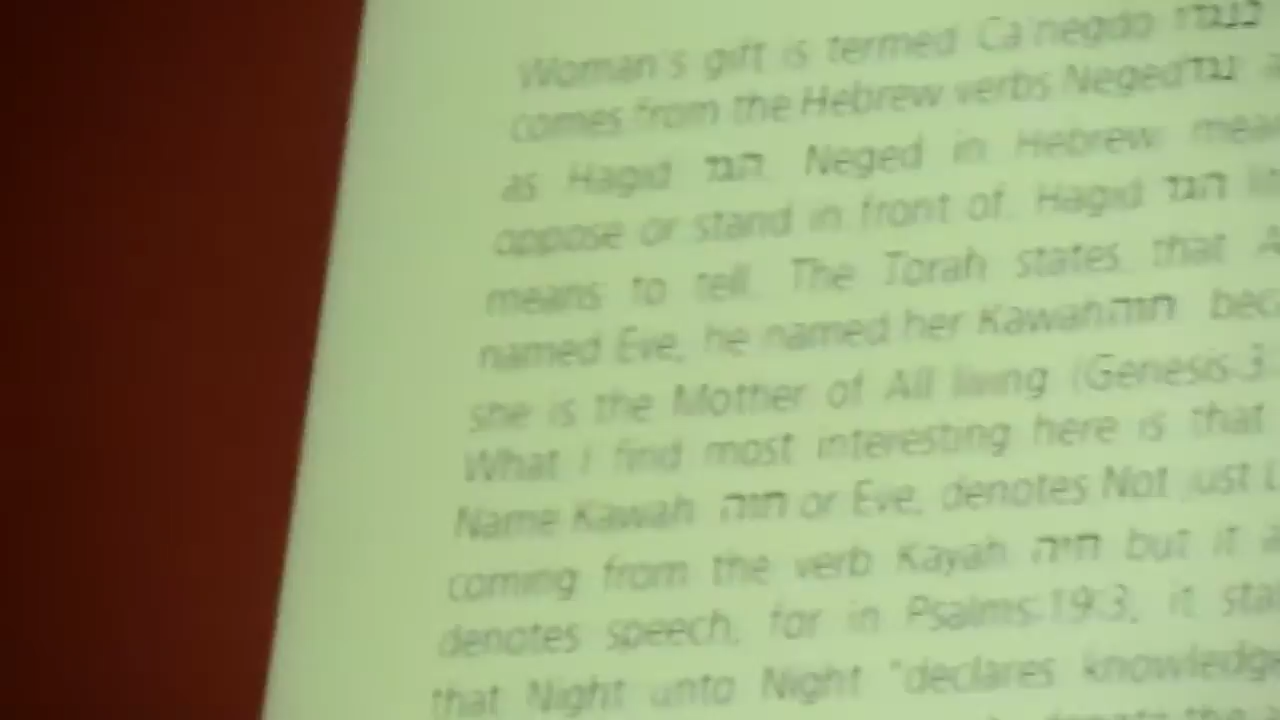 Woman's gift is termed Ca'negdo כנגדו
comes from the Hebrew verbs Neged נגד
as Hagid הגד. Neged in Hebrew
oppose or stand in front of. Hagid הגד
means to tell. The Torah states that
named Eve, he named her Kawah חוה
she is the Mother of All living (Genesis.3
What I find most interesting here is that
Name Kawah חוה or Eve, denotes Not just
coming from the verb Kayah חיה but it
denotes speech, for in Psalms.19:3, it
that Night unto Night "declares